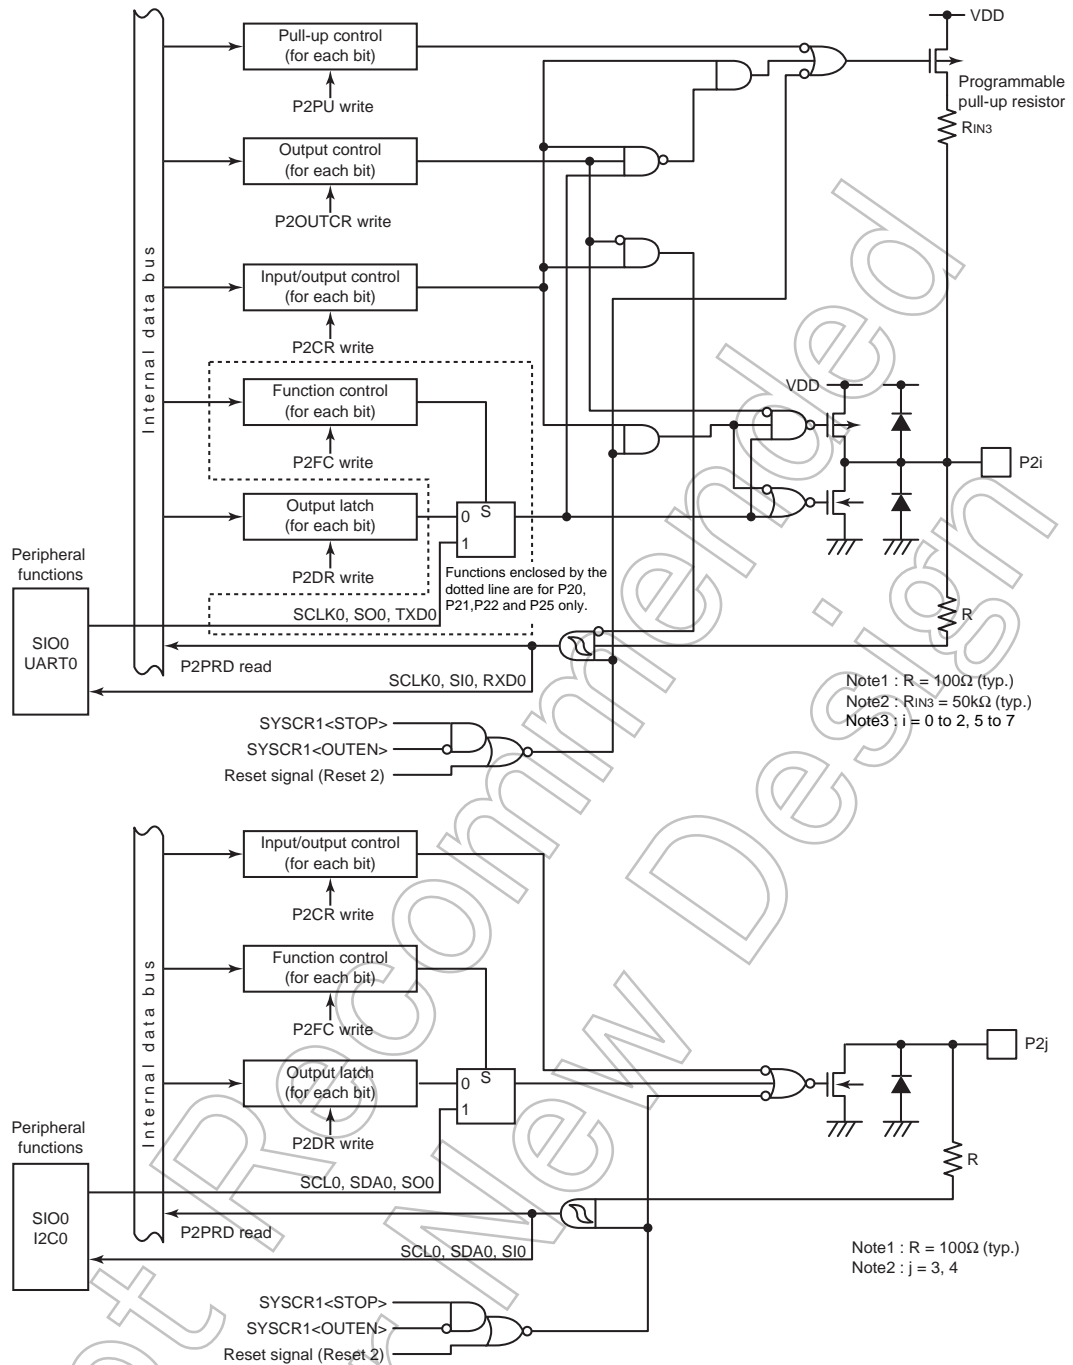 VDD
Pull-up control
(for each bit)
P2PU write
Programmable
pull-up resistor
RIN3
Output control
(for each bit)
P2OUTCR write
Internal data bus
Input/output control
(for each bit)
P2CR write
Function control
(for each bit)
P2FC write
VDD
P2i
Output latch
(for each bit)
P2DR write
0
S
1
Functions enclosed by the
dotted line are for P20,
P21,P22 and P25 only.
Peripheral
functions
SIO0
UART0
SCLK0, SO0, TXD0
R
P2PRD read
SCLK0, SI0, RXD0
Note1 : R = 100Ω (typ.)
Note2 : RIN3 = 50kΩ (typ.)
Note3 : i = 0 to 2, 5 to 7
SYSCR1<STOP>
SYSCR1<OUTEN>
Reset signal (Reset 2)
Internal data bus
Input/output control
(for each bit)
P2CR write
Function control
(for each bit)
P2FC write
P2j
Output latch
(for each bit)
P2DR write
0
S
1
Peripheral
functions
SIO0
I2C0
SCL0, SDA0, SO0
R
P2PRD read
SCL0, SDA0, SI0
Note1 : R = 100Ω (typ.)
Note2 : j = 3, 4
SYSCR1<STOP>
SYSCR1<OUTEN>
Reset signal (Reset 2)
Recommended
New Design